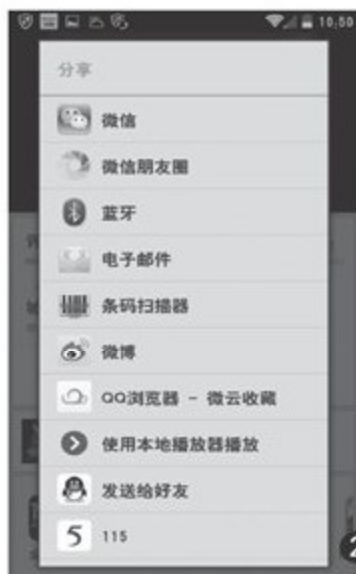 10:50
分享
微信
微信朋友圈
蓝牙
电子邮件
条码扫描器
微博
QQ浏览器 - 微云收藏
使用本地播放器播放
发送给好友
5 115
2